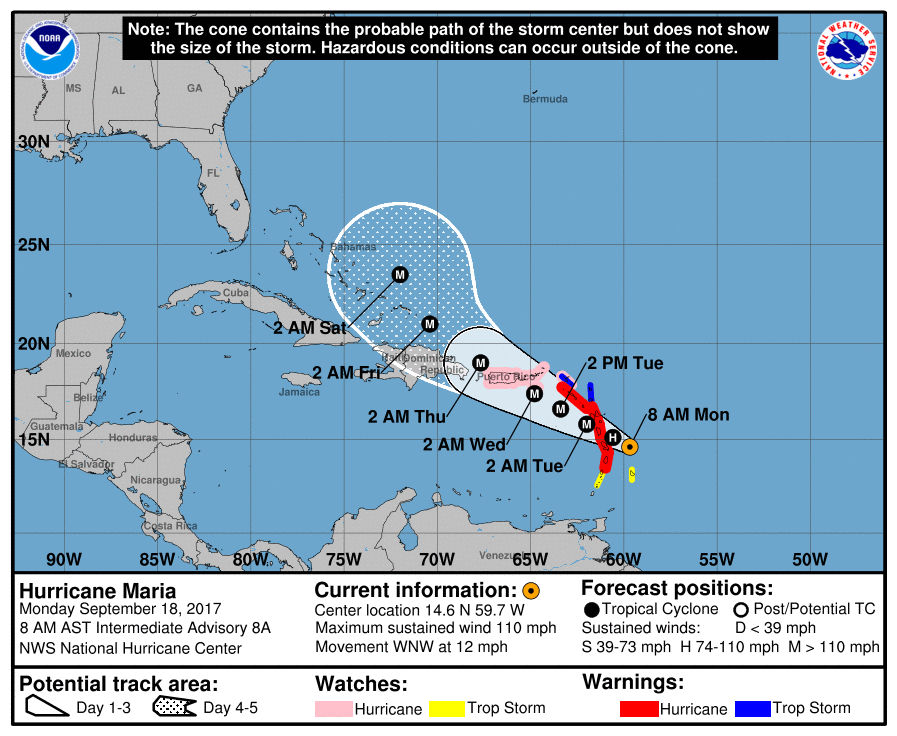 Note: The cone contains the probable path of the storm center but does not show
the size of the storm. Hazardous conditions can occur outside of the cone.
NOAA
NATIONAL WEATHER SERVICE
MS
AL
GA
Bermuda
30N
FL
25N
Bahamas
M
Cuba
2 AM Sat
M
20N
Mexico
Haiti
Dominican
Republic
M
2 AM Fri
Puerto Rico
2 PM Tue
Jamaica
Belize
M
M
2 AM Thu
8 AM Mon
Guatemala
Honduras
15N
2 AM Wed
M
H
El Salvador
2 AM Tue
Nicaragua
Costa Rica
Venezuela
90W
85W
80W
75W
70W
65W
60W
55W
50W
Hurricane Maria
Monday September 18, 2017
8 AM AST Intermediate Advisory 8A
NWS National Hurricane Center
Current information:
Center location 14.6 N 59.7 W
Maximum sustained wind 110 mph
Movement WNW at 12 mph
Forecast positions:
Tropical Cyclone Post/Potential TC
Sustained winds: D < 39 mph
S 39-73 mph H 74-110 mph M > 110 mph
Potential track area:
Day 1-3 Day 4-5
Watches:
Hurricane Trop Storm
Warnings:
Hurricane Trop Storm